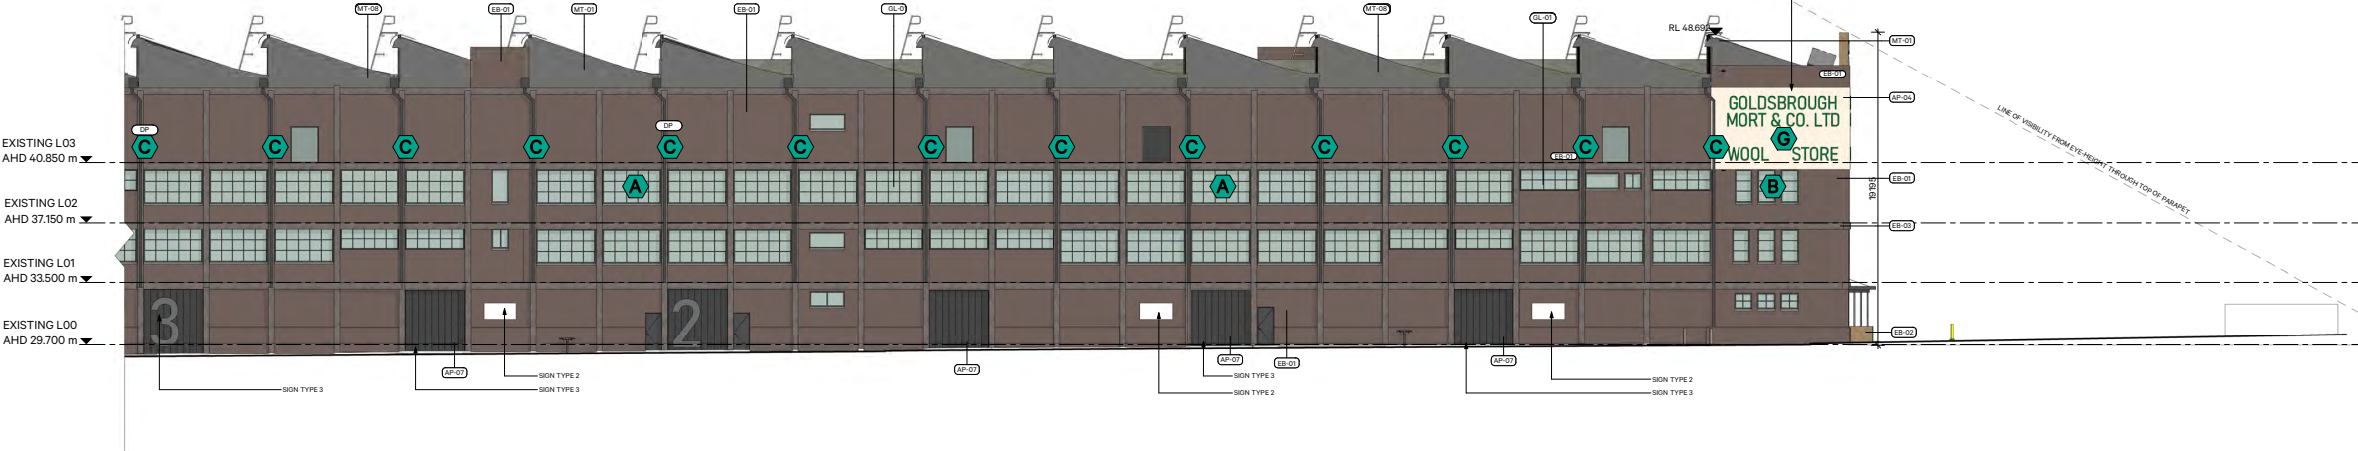 MT-08
EB-01
MT-01
EB-01
GL-0
MT-08
GL-01
RL 48.692
MT-01
EB-01
AP-04
GOLDSBROUGH
MORT & CO. LTD
WOOL STORE
G
LINE OF VISIBILITY FROM EYE-HEIGHT THROUGH TOP OF PARAPET
DP
DP
EXISTING L03
AHD 40.850 m
C
C
C
C
C
C
C
C
C
C
C
C
C
EB-01
A
A
B
EB-01
19195
EXISTING L02
AHD 37.150 m
EB-03
EXISTING L01
AHD 33.500 m
3
2
EXISTING L00
AHD 29.700 m
EB-02
AP-07
AP-07
AP-07
EB-01
AP-07
SIGN TYPE 2
SIGN TYPE 3
SIGN TYPE 3
SIGN TYPE 3
SIGN TYPE 2
SIGN TYPE 2
SIGN TYPE 3